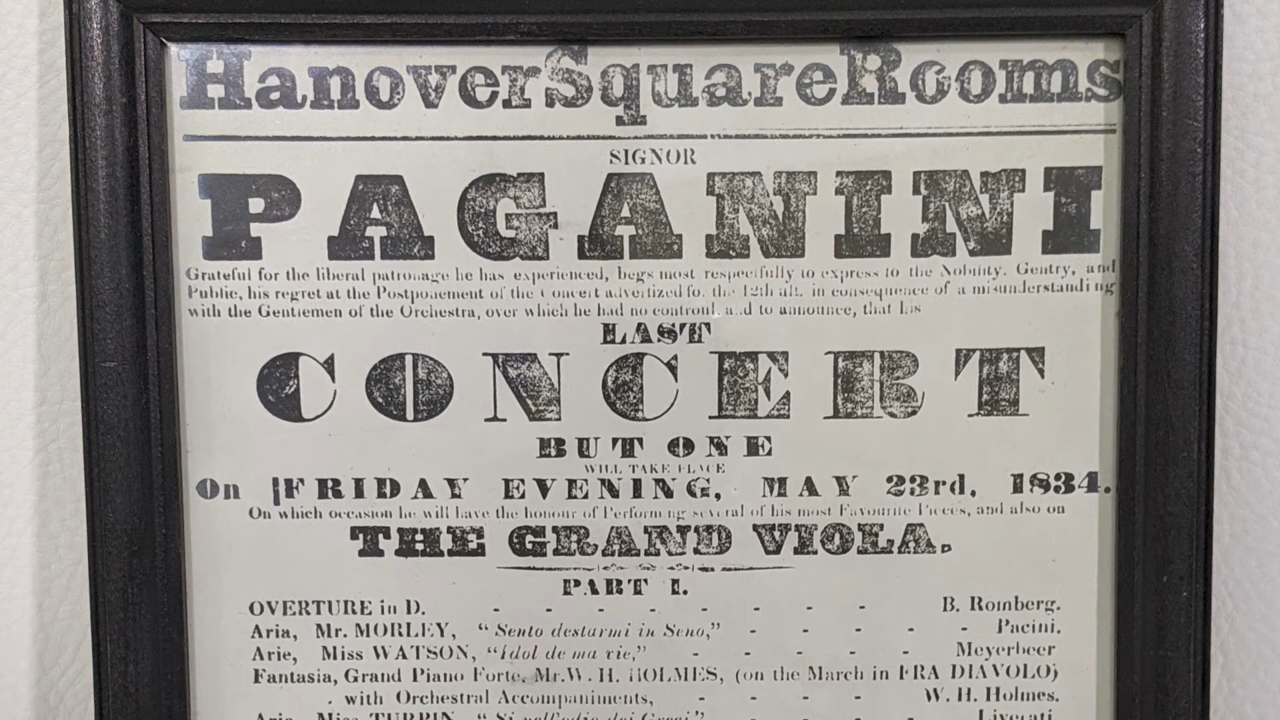 Hanover Square Rooms
SIGNOR
PAGANINI
Grateful for the liberal patronage he has experienced, begs most respectfully to express to the Nobility, Gentry, and
Public, his regret at the Postponement of the Concert advertized for the 12th ult. in consequence of a misunderstanding
with the Gentlemen of the Orchestra, over which he had no controul, and to announce, that his
LAST
CONCERT
BUT ONE
WILL TAKE PLACE
On FRIDAY EVENING, MAY 23rd, 1834.
On which occasion he will have the honour of Performing several of his most Favourite Pieces, and also on
THE GRAND VIOLA.
PART I.
OVERTURE in D. - - - - - - - - B. Romberg.
Aria, Mr. MORLEY, "Sento destarmi in Seno," - - - - - Pacini.
Arie, Miss WATSON, "Idol de ma vie," - - - - - Meyerbeer
Fantasia, Grand Piano Forte, Mr. W. H. HOLMES, (on the March in FRA DIAVOLO)
with Orchestral Accompaniments, - - - - - W. H. Holmes.
Aria, Miss TURPIN, - - - - - Liverati.